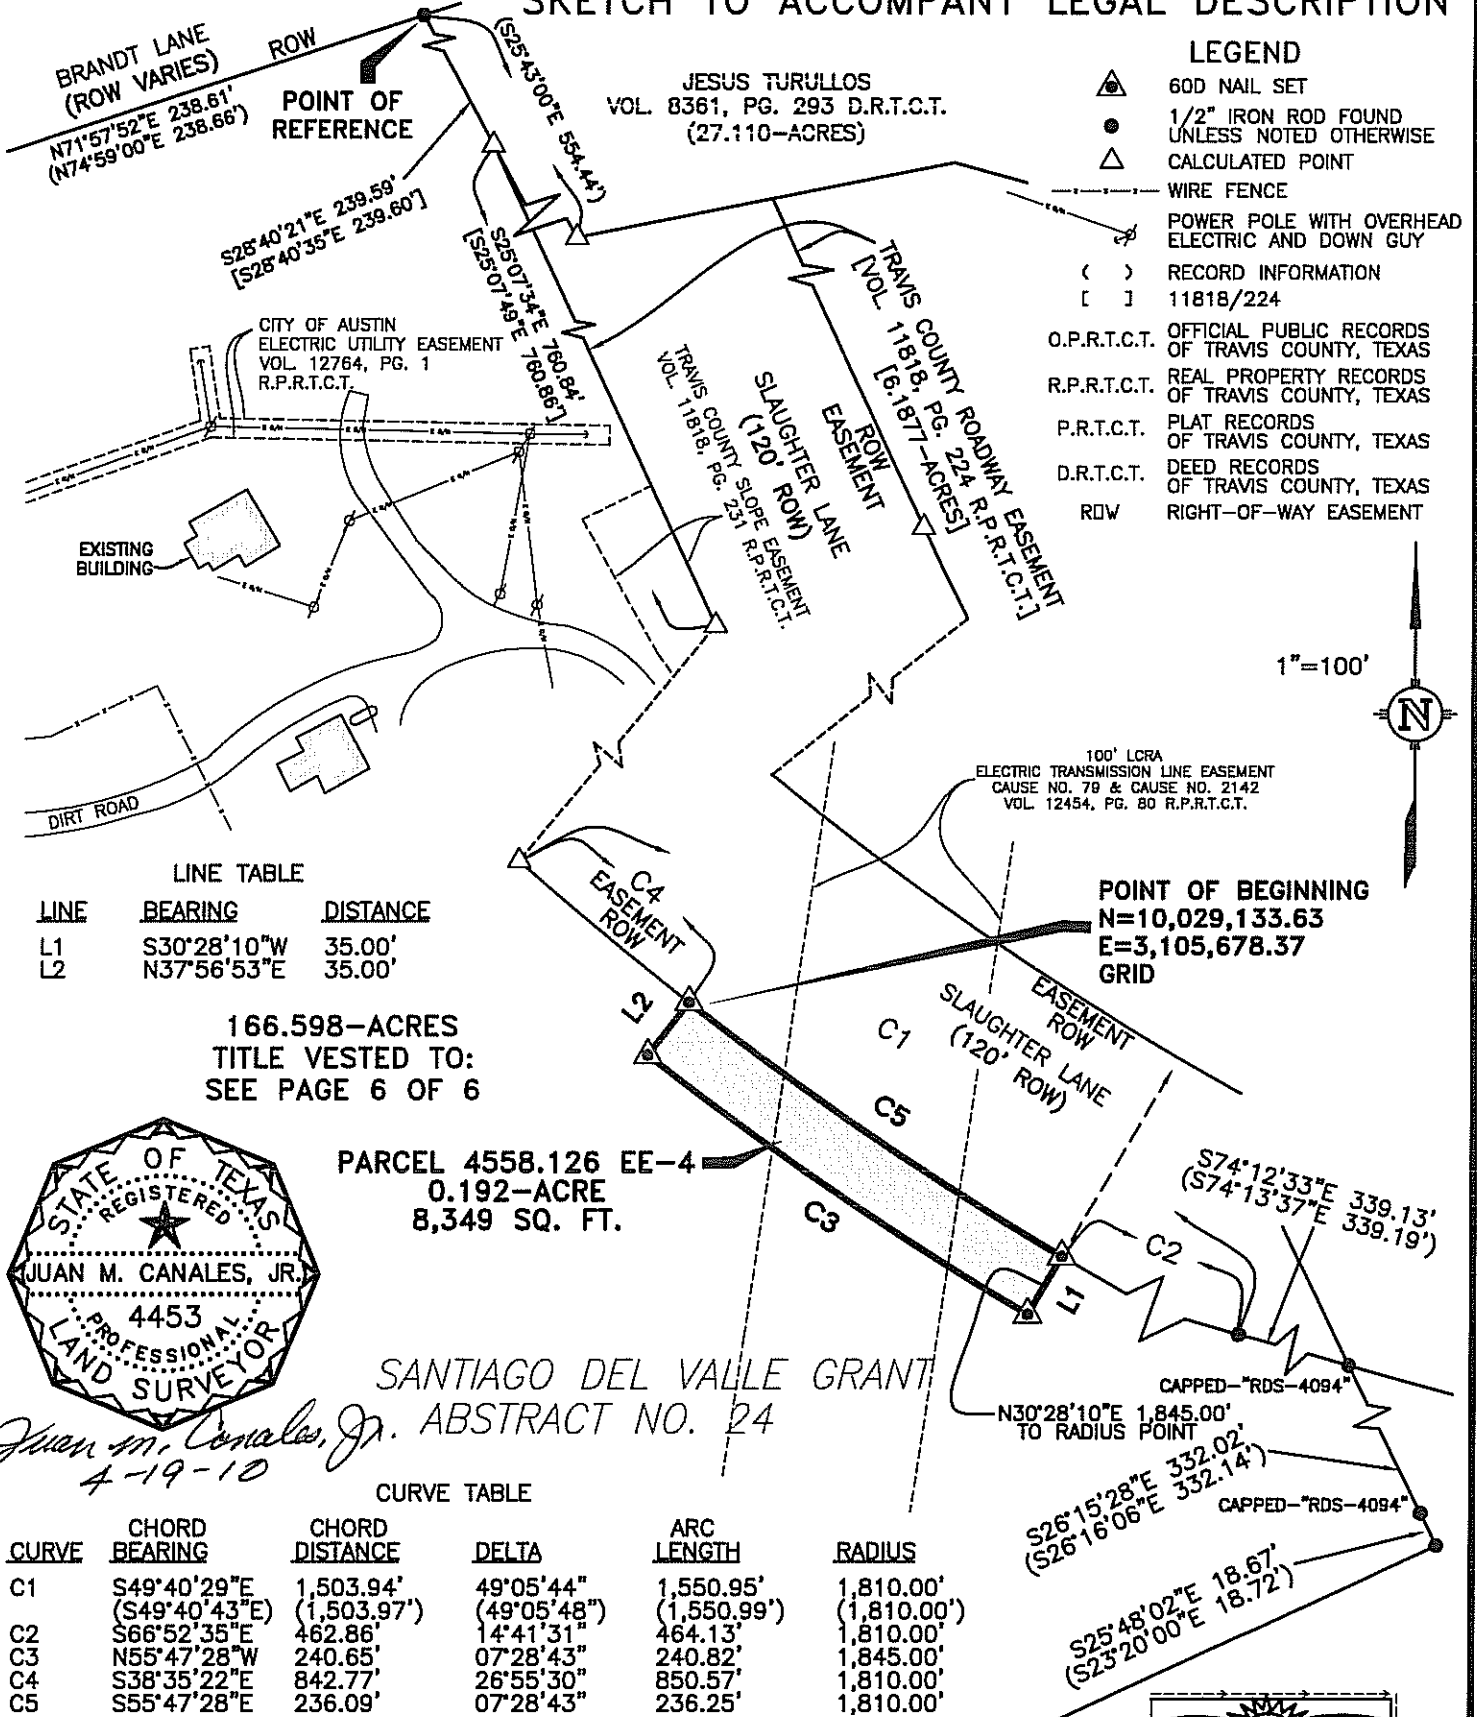 SKETCH TO ACCOMPANY LEGAL DESCRIPTION
BRANDT LANE
(ROW VARIES)
ROW
N71°57'52"E 238.61'
(N74°59'00"E 238.66')
POINT OF
REFERENCE
(S25°43'00"E 554.44')
JESUS TURULLOS
VOL. 8361, PG. 293 D.R.T.C.T.
(27.110-ACRES)
LEGEND
60D NAIL SET
1/2" IRON ROD FOUND
UNLESS NOTED OTHERWISE
CALCULATED POINT
WIRE FENCE
POWER POLE WITH OVERHEAD
ELECTRIC AND DOWN GUY
( ) RECORD INFORMATION
[ ] 11818/224
O.P.R.T.C.T. OFFICIAL PUBLIC RECORDS
OF TRAVIS COUNTY, TEXAS
R.P.R.T.C.T. REAL PROPERTY RECORDS
OF TRAVIS COUNTY, TEXAS
P.R.T.C.T. PLAT RECORDS
OF TRAVIS COUNTY, TEXAS
D.R.T.C.T. DEED RECORDS
OF TRAVIS COUNTY, TEXAS
ROW RIGHT-OF-WAY EASEMENT
S28°40'21"E 239.59'
[S28°40'35"E 239.60']
S25°07'34"E 760.84'
[S25°07'49"E 760.86']
CITY OF AUSTIN
ELECTRIC UTILITY EASEMENT
VOL. 12764, PG. 1
R.P.R.T.C.T.
TRAVIS COUNTY SLOPE EASEMENT
VOL. 11818, PG. 231 R.P.R.T.C.T.
SLAUGHTER LANE
(120' ROW)
ROW
EASEMENT
TRAVIS COUNTY ROADWAY EASEMENT
[VOL. 11818, PG. 224 R.P.R.T.C.T.]
[6.1877-ACRES]
EXISTING
BUILDING
DIRT ROAD
1"=100'
N
100' LCRA
ELECTRIC TRANSMISSION LINE EASEMENT
CAUSE NO. 79 & CAUSE NO. 2142
VOL. 12454, PG. 80 R.P.R.T.C.T.
LINE TABLE
LINE BEARING DISTANCE
L1 S30°28'10"W 35.00'
L2 N37°56'53"E 35.00'
C4
EASEMENT
ROW
POINT OF BEGINNING
N=10,029,133.63
E=3,105,678.37
GRID
L2
C1
EASEMENT
ROW
SLAUGHTER LANE
(120' ROW)
166.598-ACRES
TITLE VESTED TO:
SEE PAGE 6 OF 6
C5
PARCEL 4558.126 EE-4
0.192-ACRE
8,349 SQ. FT.
C3
S74°12'33"E 339.13'
(S74°13'37"E 339.19')
C2
L1
STATE OF TEXAS
REGISTERED
JUAN M. CANALES, JR.
4453
PROFESSIONAL
LAND SURVEYOR
Juan M. Canales, Jr.
4-19-10
SANTIAGO DEL VALLE GRANT
ABSTRACT NO. 24
CAPPED-"RDS-4094"
N30°28'10"E 1,845.00'
TO RADIUS POINT
S26°15'28"E 332.02'
(S26°16'06"E 332.14')
CAPPED-"RDS-4094"
S25°48'02"E 18.67'
(S23°20'00"E 18.72')
CURVE TABLE
CURVE CHORD BEARING CHORD DISTANCE DELTA ARC LENGTH RADIUS
C1 S49°40'29"E 1,503.94' 49°05'44" 1,550.95' 1,810.00'
(S49°40'43"E) (1,503.97') (49°05'48") (1,550.99') (1,810.00')
C2 S66°52'35"E 462.86' 14°41'31" 464.13' 1,810.00'
C3 N55°47'28"W 240.65' 07°28'43" 240.82' 1,845.00'
C4 S38°35'22"E 842.77' 26°55'30" 850.57' 1,810.00'
C5 S55°47'28"E 236.09' 07°28'43" 236.25' 1,810.00'